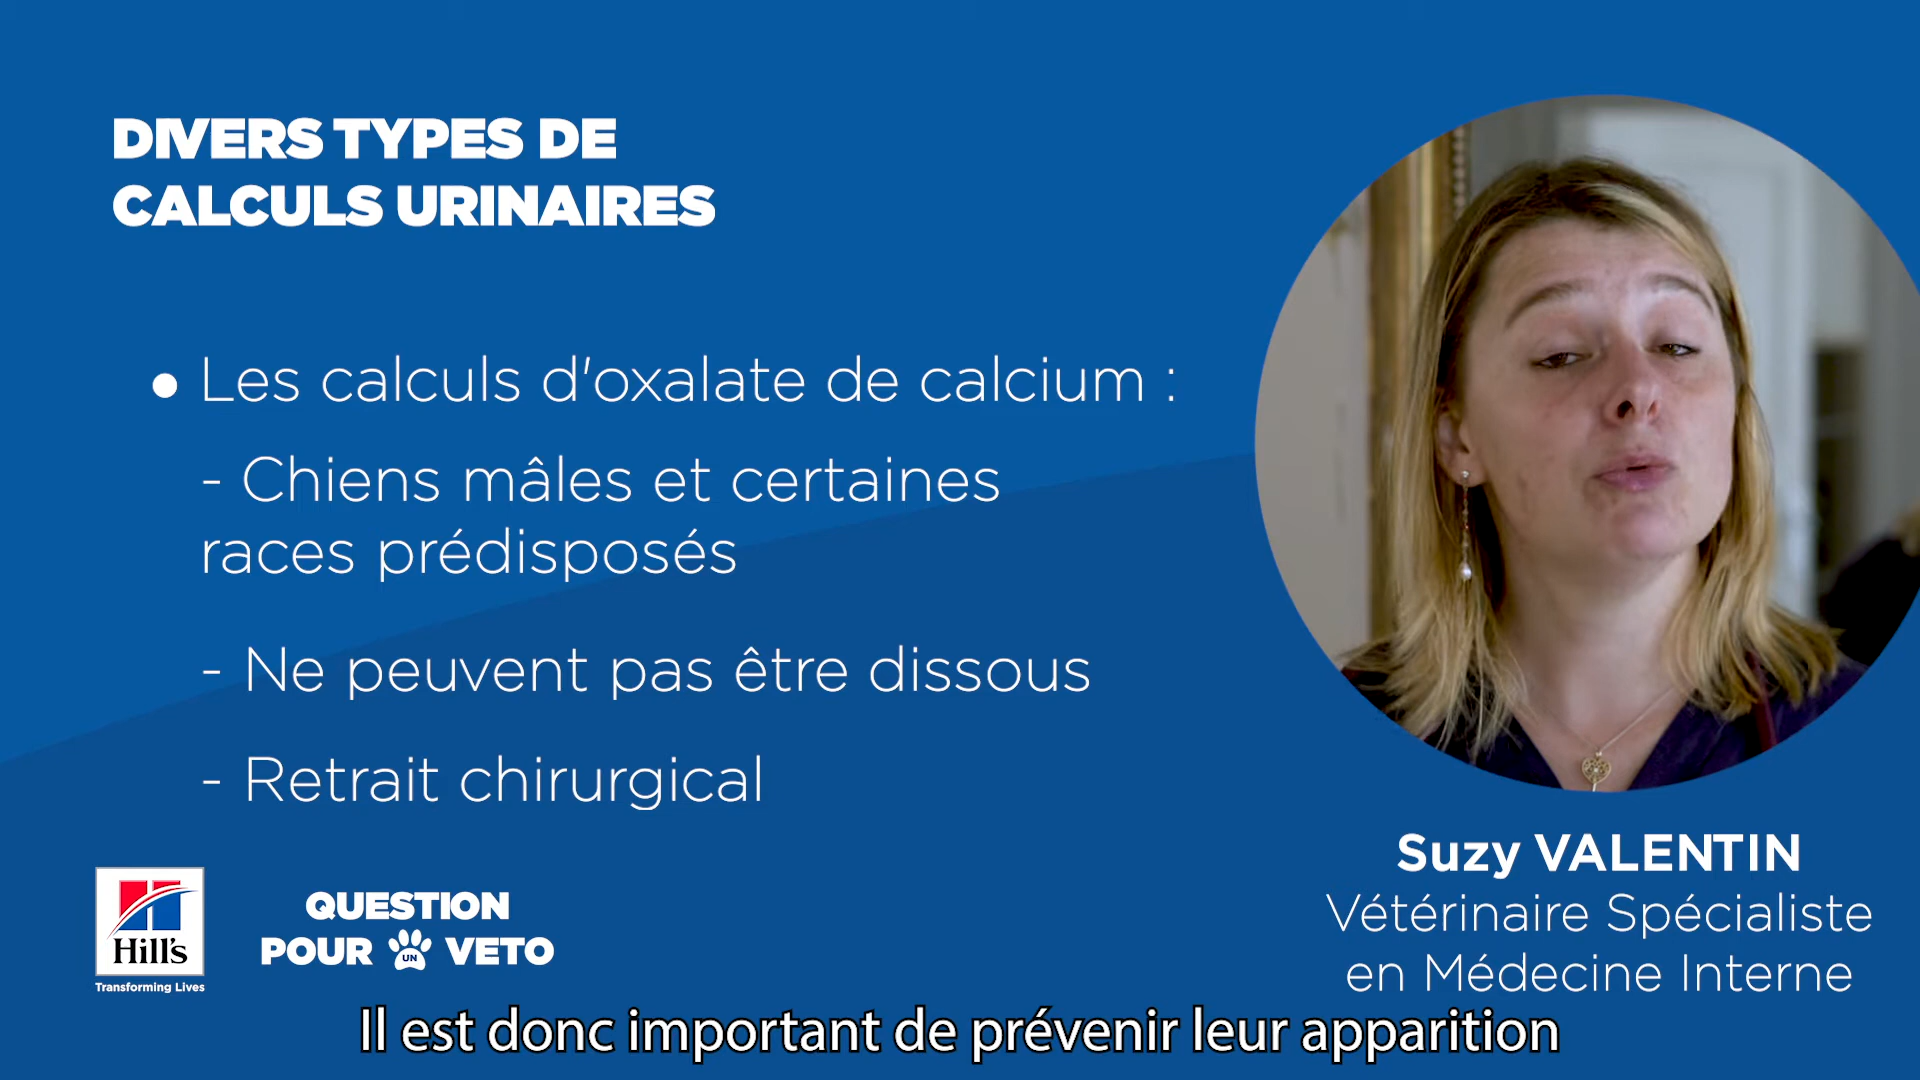 DIVERS TYPES DE
CALCULS URINAIRES
● Les calculs d'oxalate de calcium :
- Chiens mâles et certaines
races prédisposés
- Ne peuvent pas être dissous
- Retrait chirurgical
Hill's
Transforming Lives
QUESTION
POUR UN VETO
Suzy VALENTIN
Vétérinaire Spécialiste
en Médecine Interne
Il est donc important de prévenir leur apparition